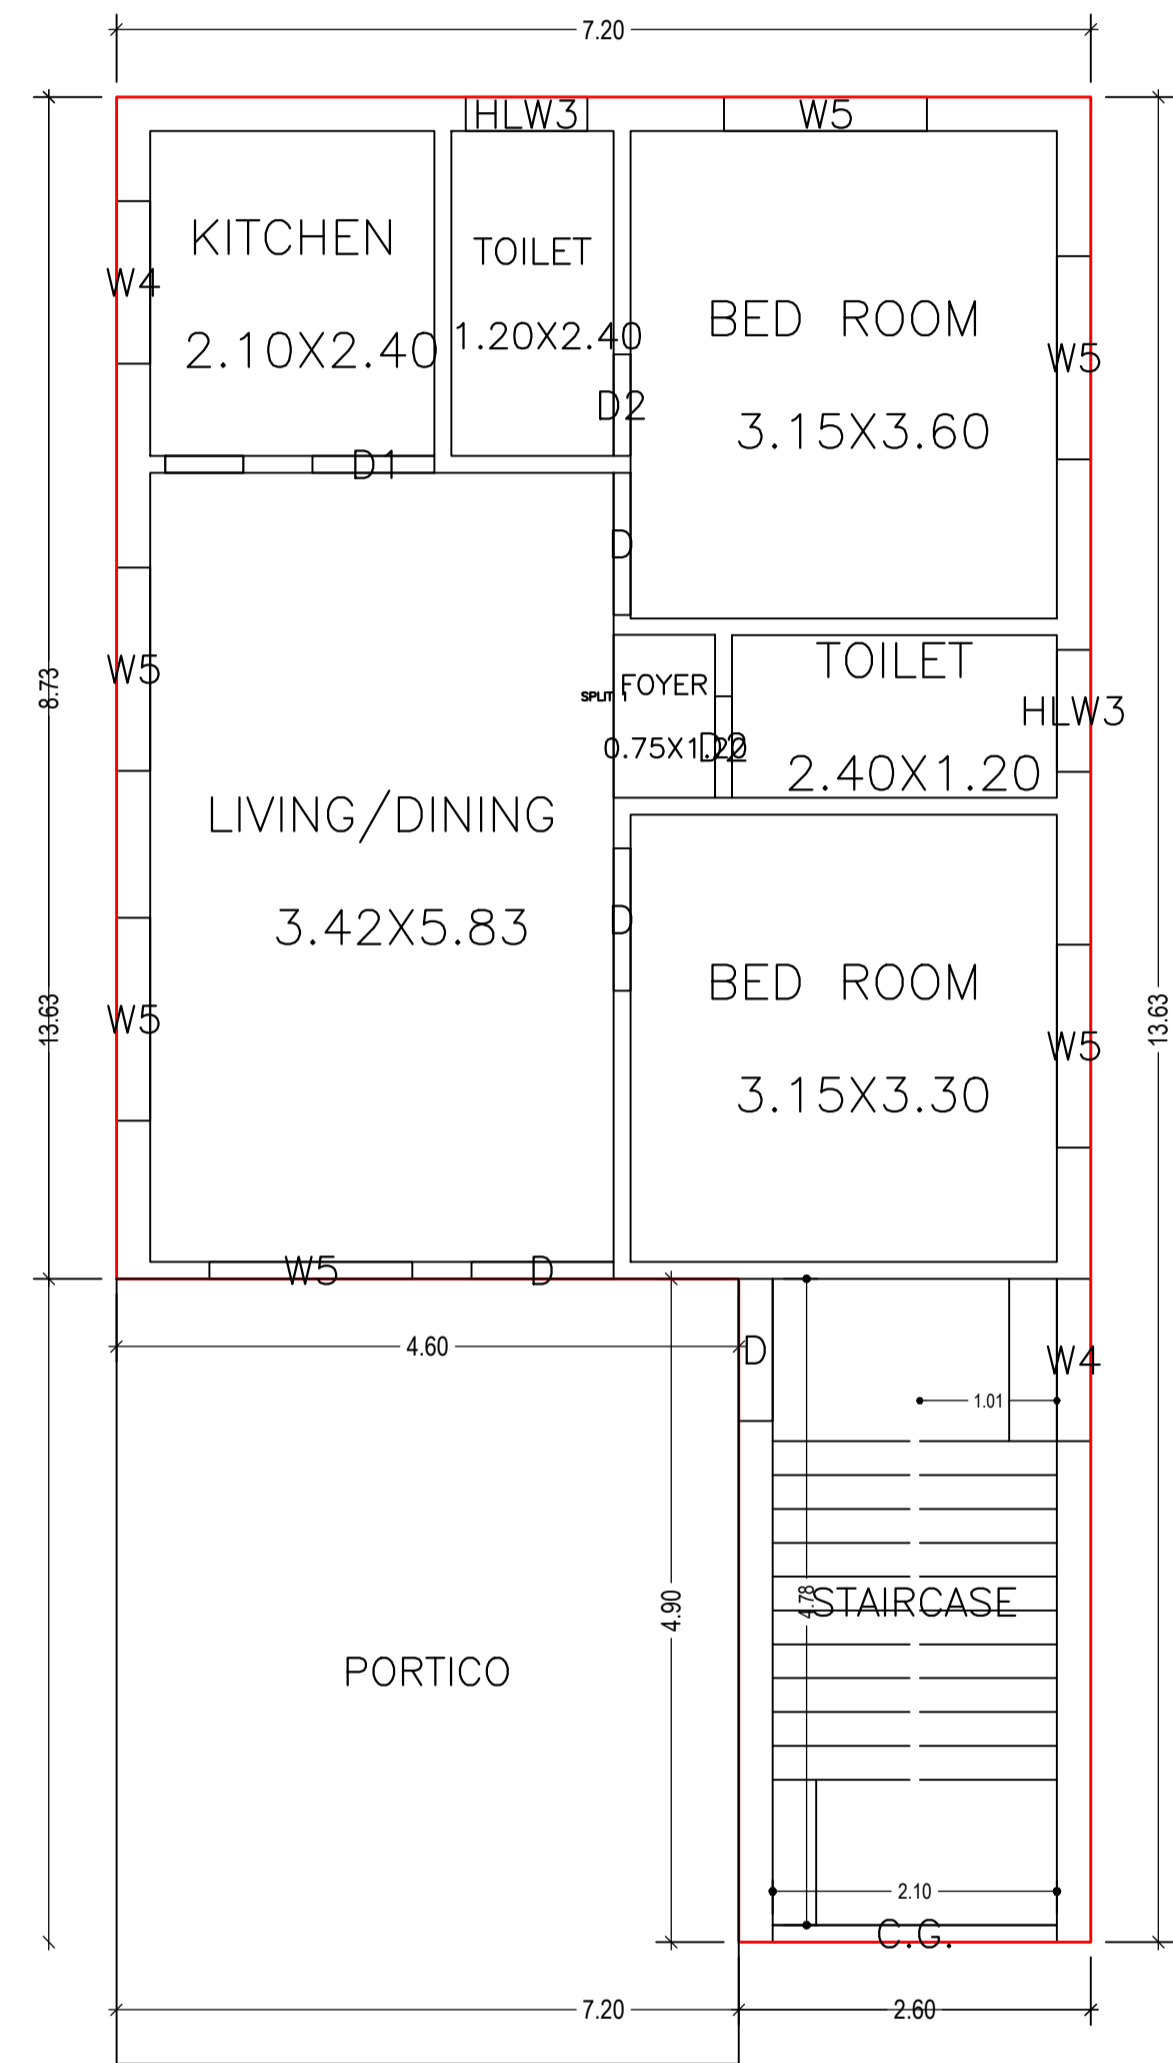 7.20
HLW3
W5
KITCHEN
2.10X2.40
W4
TOILET
1.20X2.40
BED ROOM
3.15X3.60
W5
D2
D1
D
8.73
W5
SPLIT 1
FOYER
0.75X1.20
D2
TOILET
2.40X1.20
HLW3
LIVING/DINING
3.42X5.83
D
BED ROOM
3.15X3.30
W5
13.63
W5
13.63
W5
D
4.60
D
W4
1.01
4.90
4.78
STAIRCASE
PORTICO
2.10
C.G.
7.20
2.60